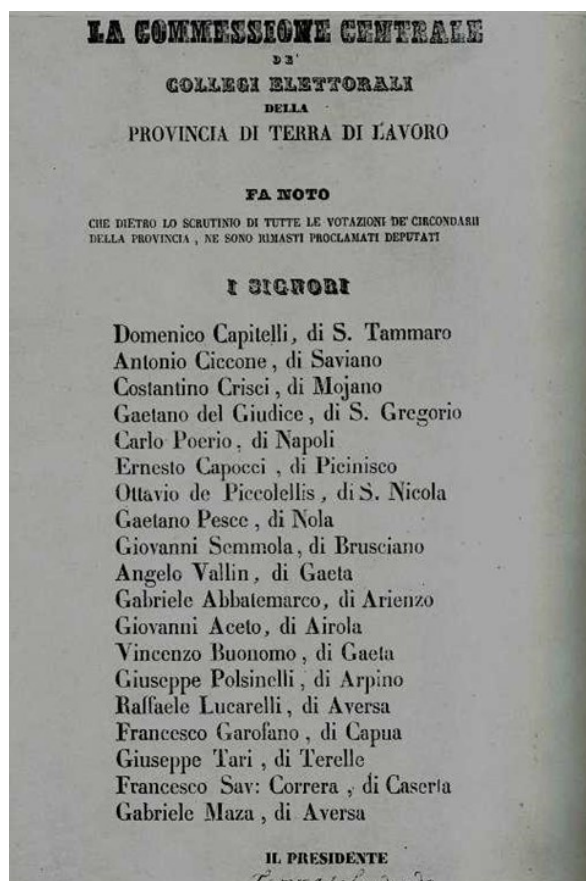 LA COMMESSIONE CENTRALE
DE'
COLLEGI ELETTORALI
DELLA
PROVINCIA DI TERRA DI LAVORO
FA NOTO
CHE DIETRO LO SCRUTINIO DI TUTTE LE VOTAZIONI DE' CIRCONDARII
DELLA PROVINCIA , NE SONO RIMASTI PROCLAMATI DEPUTATI
I SIGNORI
Domenico Capitelli, di S. Tammaro
Antonio Ciccone , di Saviano
Costantino Crisci , di Mojano
Gaetano del Giudice , di S. Gregorio
Carlo Poerio , di Napoli
Ernesto Capocci , di Picinisco
Ottavio de Piccolellis , di S. Nicola
Gaetano Pesce , di Nola
Giovanni Semmola , di Brusciano
Angelo Vallin , di Gaeta
Gabriele Abbatemarco, di Arienzo
Giovanni Aceto, di Airola
Vincenzo Buonomo , di Gaeta
Giuseppe Polsinelli , di Arpino
Raffaele Lucarelli , di Aversa
Francesco Garofano , di Capua
Giuseppe Tari , di Terelle
Francesco Sav: Correra , di Caserta
Gabriele Maza , di Aversa
IL PRESIDENTE